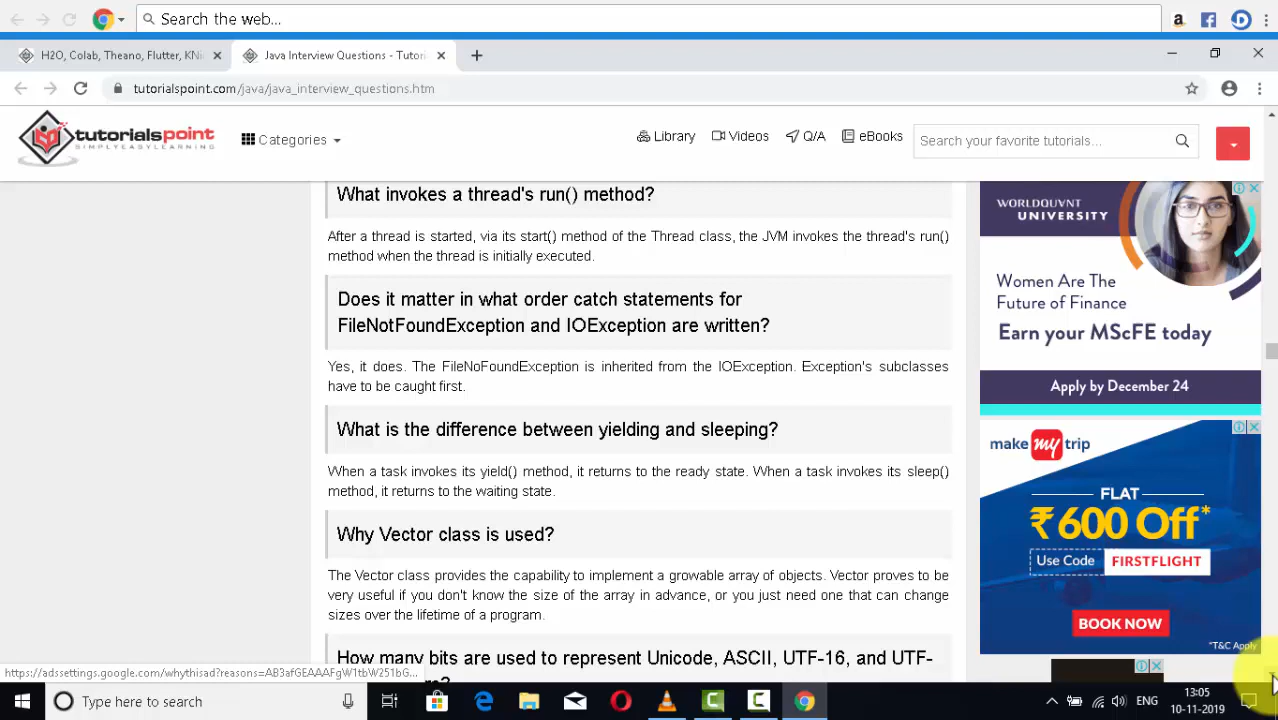 Search the web...
H2O, Colab, Theano, Flutter, KNi
Java Interview Questions - Tutori
tutorialspoint.com/java/java_interview_questions.htm
tutorialspoint
SIMPLYEASYLEARNING
Categories
Library
Videos
Q/A
eBooks
Search your favorite tutorials...
What invokes a thread's run() method?
After a thread is started, via its start() method of the Thread class, the JVM invokes the thread's run()
method when the thread is initially executed.
Does it matter in what order catch statements for
FileNotFoundException and IOException are written?
Yes, it does. The FileNoFoundException is inherited from the IOException. Exception's subclasses
have to be caught first.
What is the difference between yielding and sleeping?
When a task invokes its yield() method, it returns to the ready state. When a task invokes its sleep()
method, it returns to the waiting state.
Why Vector class is used?
The Vector class provides the capability to implement a growable array of objects. Vector proves to be
very useful if you don't know the size of the array in advance, or you just need one that can change
sizes over the lifetime of a program.
How many bits are used to represent Unicode, ASCII, UTF-16, and UTF-
WORLDQUVNT
UNIVERSITY
Women Are The
Future of Finance
Earn your MScFE today
Apply by December 24
make my trip
FLAT
₹600 Off*
Use Code FIRSTFLIGHT
BOOK NOW
*T&C Apply
https://adssettings.google.com/whythisad?reasons=AB3afGEAAAFgW1tbW251bG...
Type here to search
ENG
13:05
10-11-2019